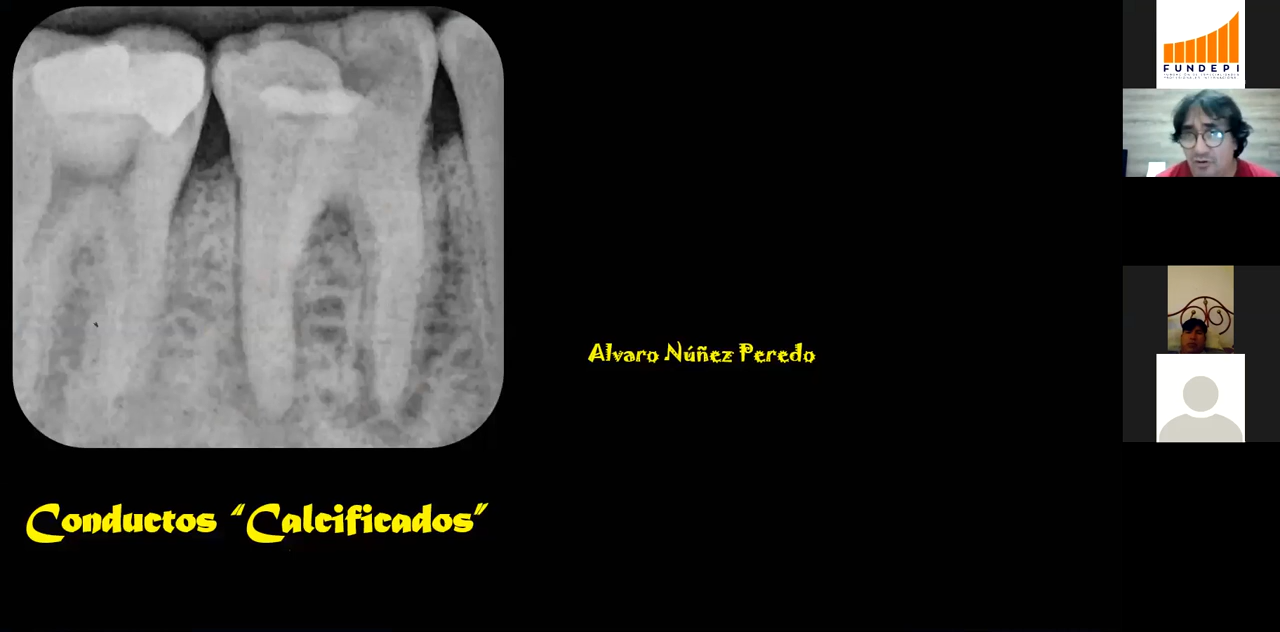 FUNDEPI
Alvaro Núñez Peredo
Conductos “Calcificados”